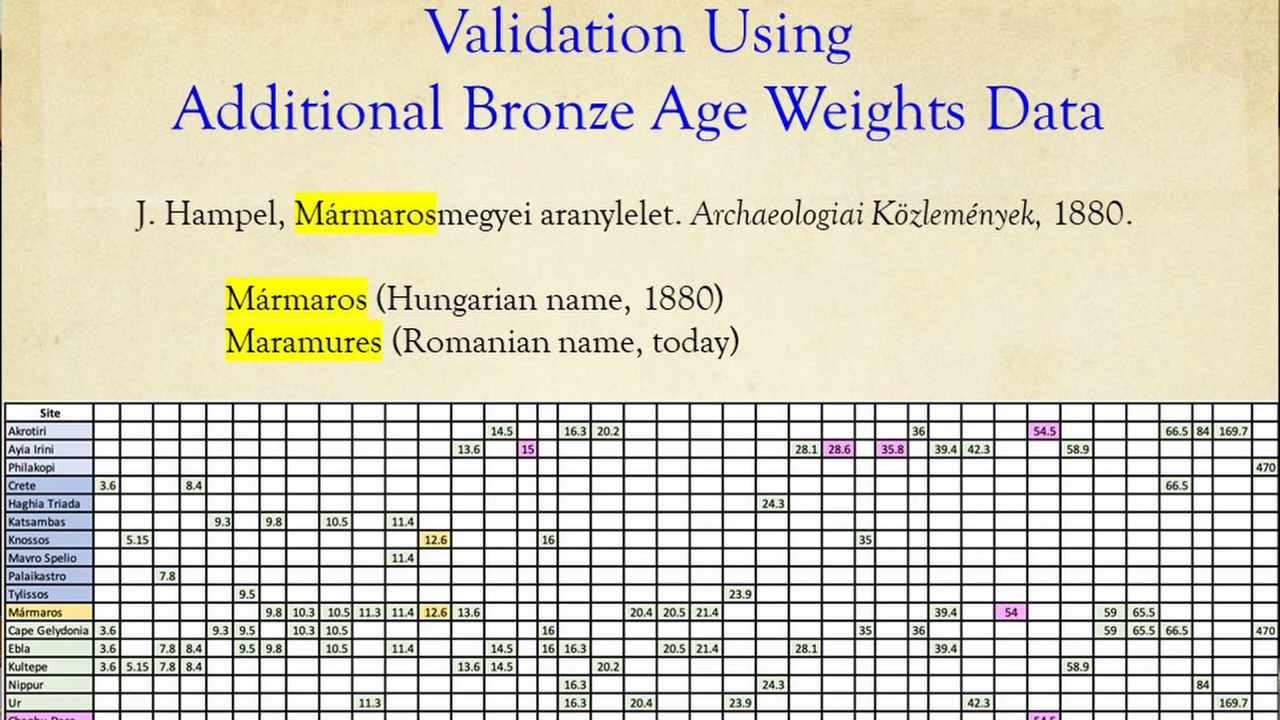 Validation Using
Additional Bronze Age Weights Data
J. Hampel, Mármarosmegyei aranylelet. Archaeologiai Közlemények, 1880.
Mármaros (Hungarian name, 1880)
Maramures (Romanian name, today)
Site
Akrotiri 14.5 16.3 20.2 36 54.5 66.5 84 169.7
Ayia Irini 13.6 15 28.1 28.6 35.8 39.4 42.3 58.9
Philakopi 470
Crete 3.6 8.4 66.5
Haghia Triada 24.3
Katsambas 9.3 9.8 10.5 11.4
Knossos 5.15 12.6 16 35
Mavro Spelio 11.4
Palaikastro 7.8
Tylissos 9.5 23.9
Mármaros 9.8 10.3 10.5 11.3 11.4 12.6 13.6 20.4 20.5 21.4 39.4 54 59 65.5
Cape Gelydonia 3.6 9.3 9.5 10.3 10.5 16 35 36 59 65.5 66.5 470
Ebla 3.6 7.8 8.4 9.5 9.8 10.5 11.4 14.5 16 16.3 20.5 21.4 28.1 39.4
Kultepe 3.6 5.15 7.8 8.4 13.6 14.5 20.2 58.9
Nippur 16.3 24.3 84
Ur 11.3 16.3 20.4 23.9 42.3 169.7
54.5